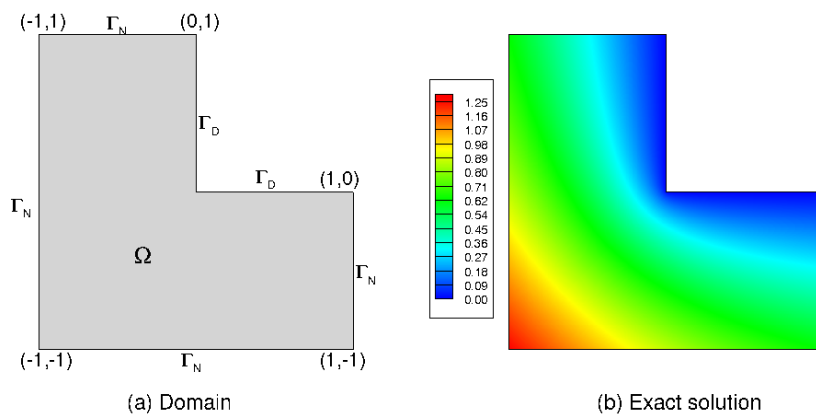 (-1,1)
Γ_N
(0,1)
Γ_D
Γ_D
(1,0)
Γ_N
Ω
Γ_N
(-1,-1)
Γ_N
(1,-1)
(a) Domain
1.25
1.16
1.07
0.98
0.89
0.80
0.71
0.62
0.54
0.45
0.36
0.27
0.18
0.09
0.00
(b) Exact solution